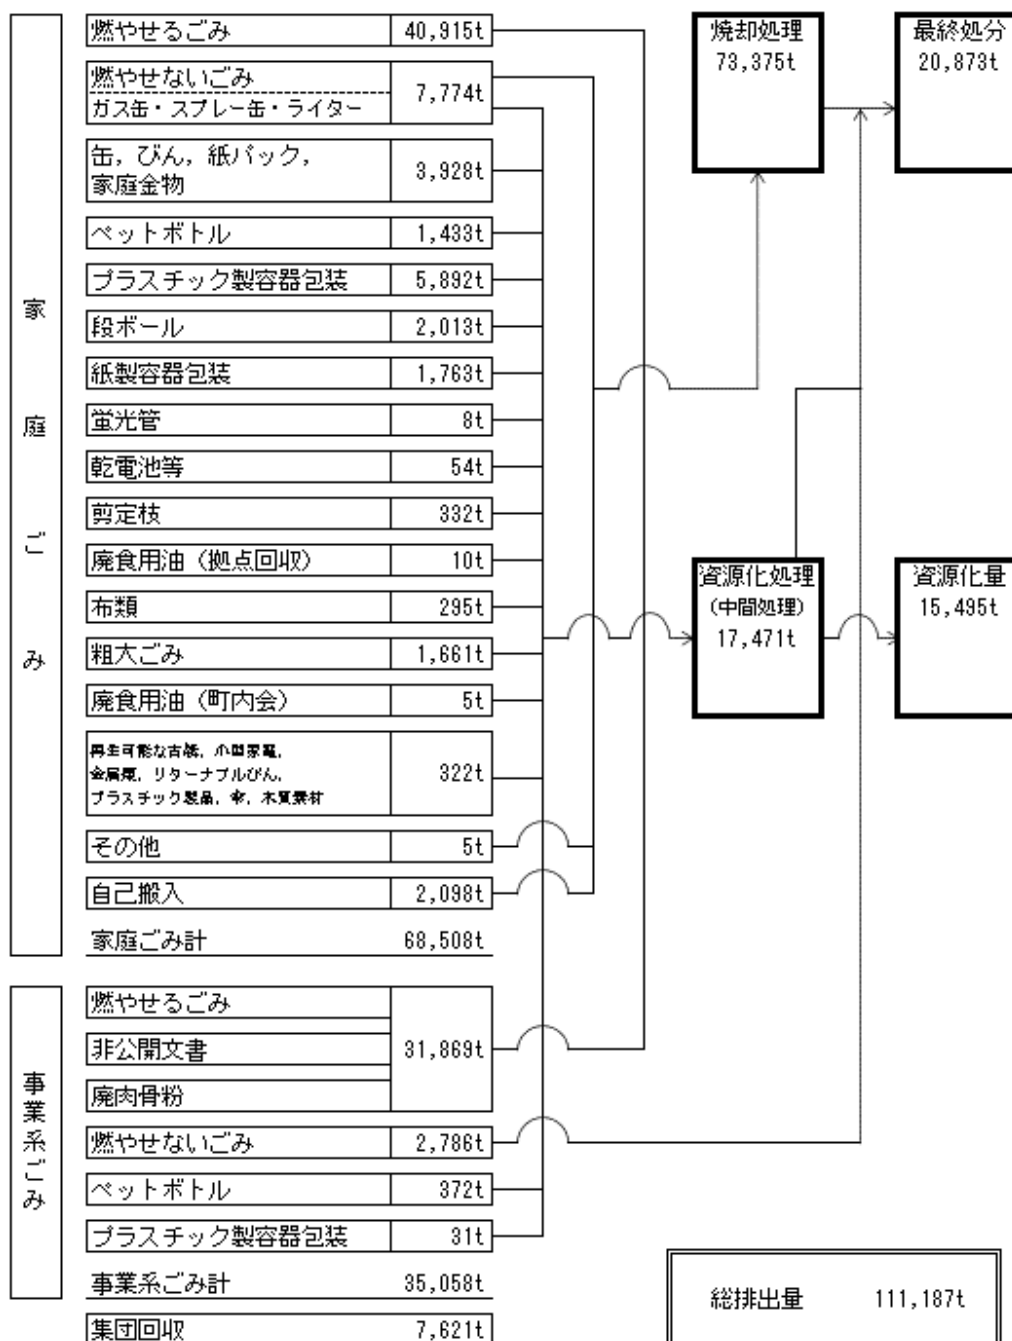 家庭ごみ
燃やせるごみ 40,915t
燃やせないごみ
ガス缶・スプレー缶・ライター 7,774t
缶，びん，紙パック，
家庭金物 3,928t
ペットボトル 1,433t
プラスチック製容器包装 5,892t
段ボール 2,013t
紙製容器包装 1,763t
蛍光管 8t
乾電池等 54t
剪定枝 332t
廃食用油（拠点回収） 10t
布類 295t
粗大ごみ 1,661t
廃食用油（町内会） 5t
再生可能な古紙，小型家電，
金属類，リターナブルびん，
プラスチック製品，傘，木質素材 322t
その他 5t
自己搬入 2,098t
家庭ごみ計 68,508t
事業系ごみ
燃やせるごみ
非公開文書 31,869t
廃肉骨粉
燃やせないごみ 2,786t
ペットボトル 372t
プラスチック製容器包装 31t
事業系ごみ計 35,058t
集団回収 7,621t
焼却処理
73,375t
最終処分
20,873t
資源化処理
（中間処理）
17,471t
資源化量
15,495t
総排出量 111,187t